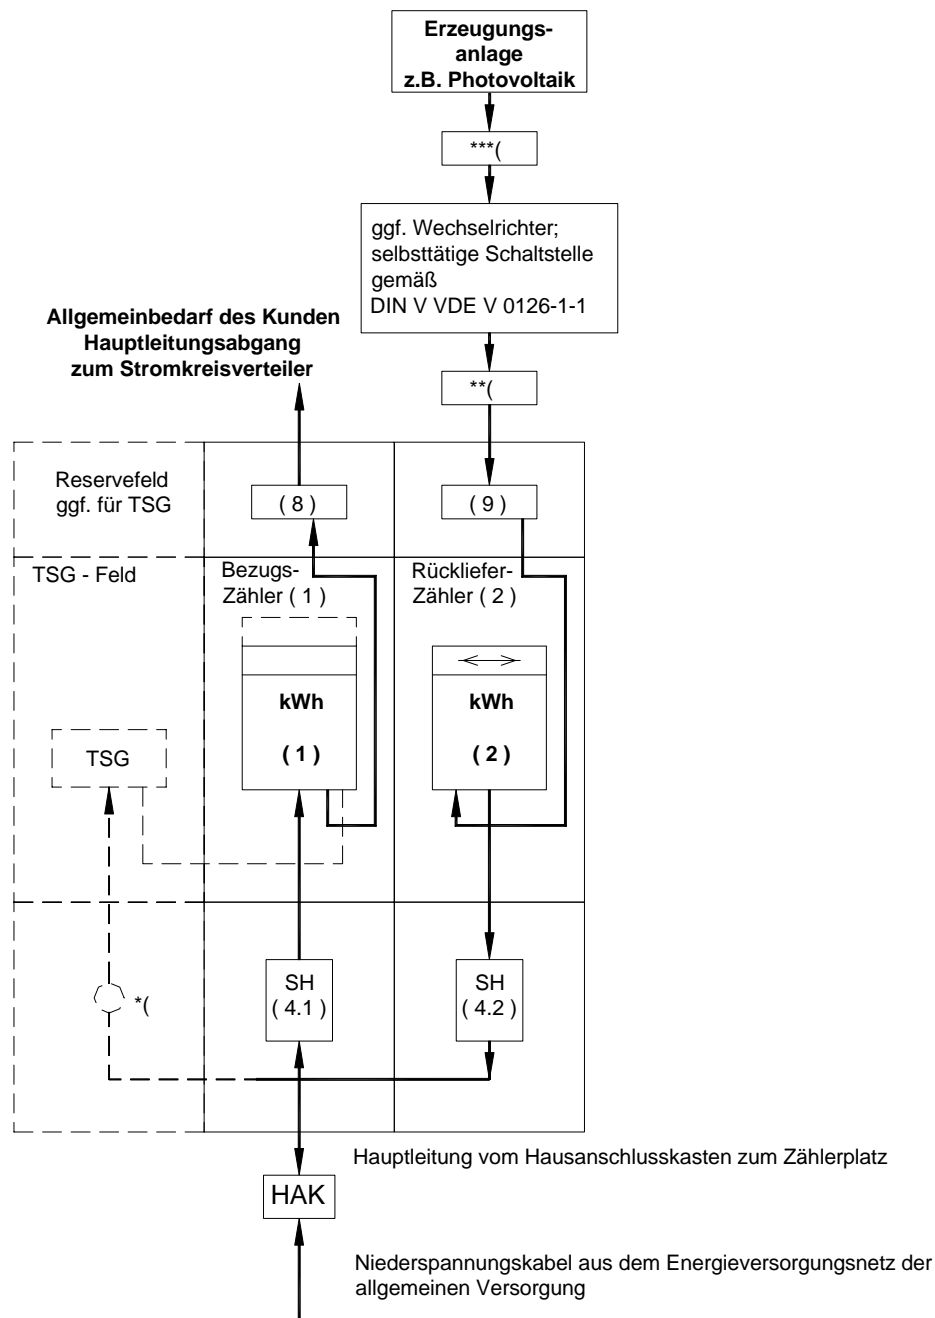 Erzeugungs-
anlage
z.B. Photovoltaik
***(
ggf. Wechselrichter;
selbsttätige Schaltstelle
gemäß
DIN V VDE V 0126-1-1
Allgemeinbedarf des Kunden
Hauptleitungsabgang
zum Stromkreisverteiler
**(
Reservefeld
ggf. für TSG
( 8 )
( 9 )
TSG - Feld
Bezugs-
Zähler ( 1 )
Rückliefer-
Zähler ( 2 )
kWh
( 1 )
kWh
( 2 )
TSG
SH
( 4.1 )
SH
( 4.2 )
*(
Hauptleitung vom Hausanschlusskasten zum Zählerplatz
HAK
Niederspannungskabel aus dem Energieversorgungsnetz der
allgemeinen Versorgung